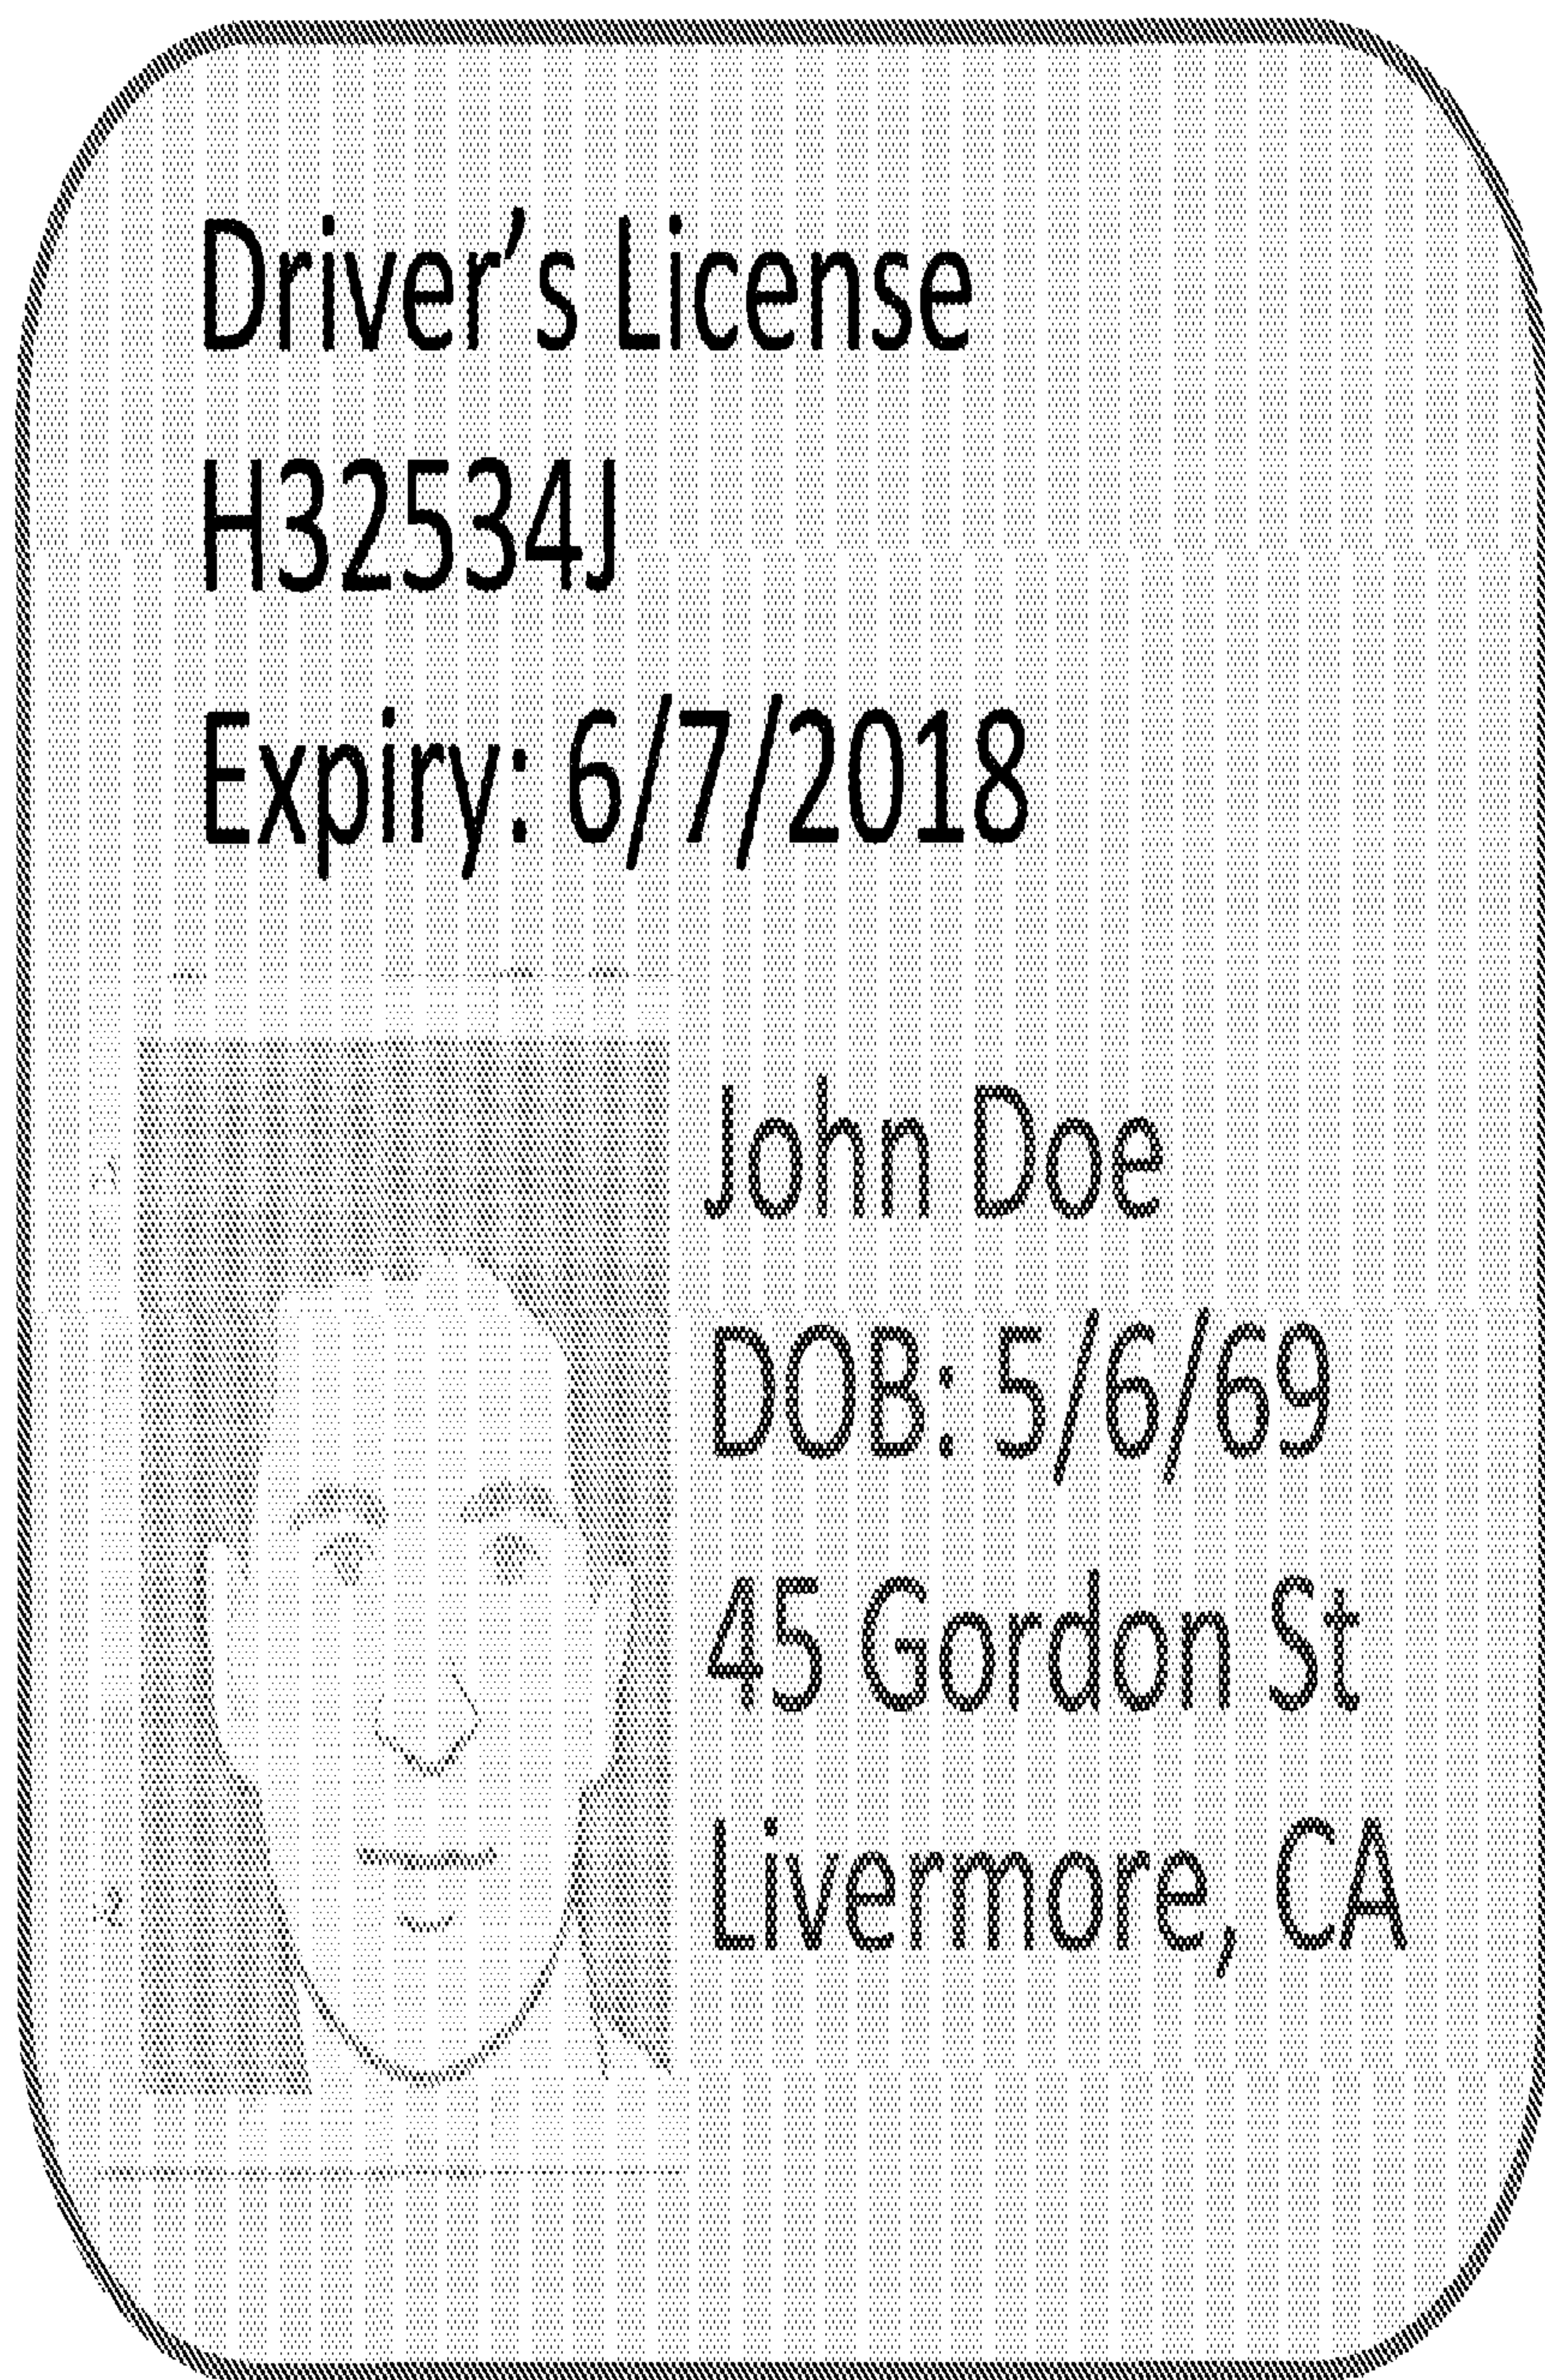 Driver’s License
H32534J
Expiry: 6/7/2018
John Doe
DOB: 5/6/69
45 Gordon St
Livermore, CA